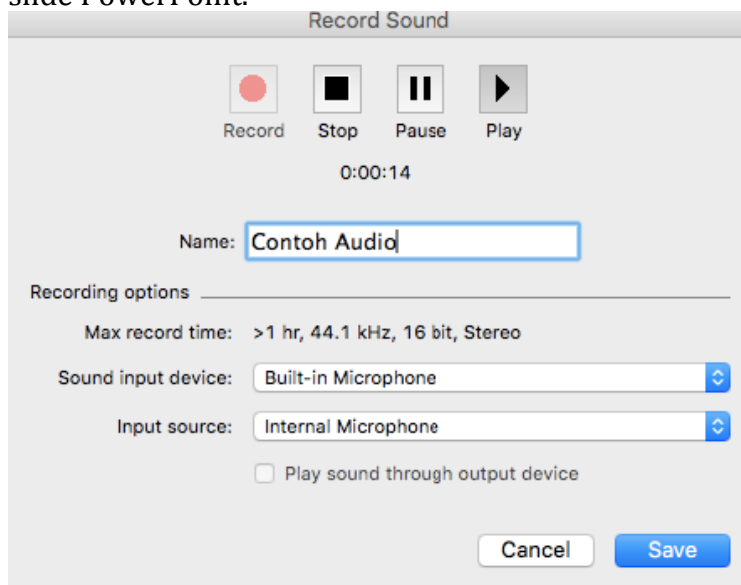 slide PowerPoint.
Record Sound
Record Stop Pause Play
0:00:14
Name: Contoh Audio
Recording options
Max record time: >1 hr, 44.1 kHz, 16 bit, Stereo
Sound input device: Built-in Microphone
Input source: Internal Microphone
Play sound through output device
Cancel Save